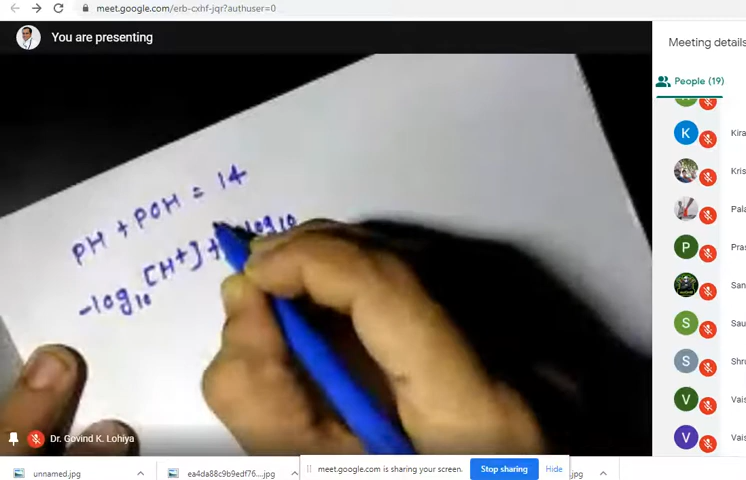 meet.google.com/erb-cxhf-jqr?authuser=0
You are presenting
Meeting details
People (19)
K
Kira
Kris
Pala
P
Pras
San
S
Sau
S
Shru
V
Vais
V
Vais
PH + POH = 14
-log10 [H+] + log10
Dr. Govind K. Lohiya
unnamed.jpg
ea4da88c9b9edf76....jpg
meet.google.com is sharing your screen.
Stop sharing
Hide
jpg